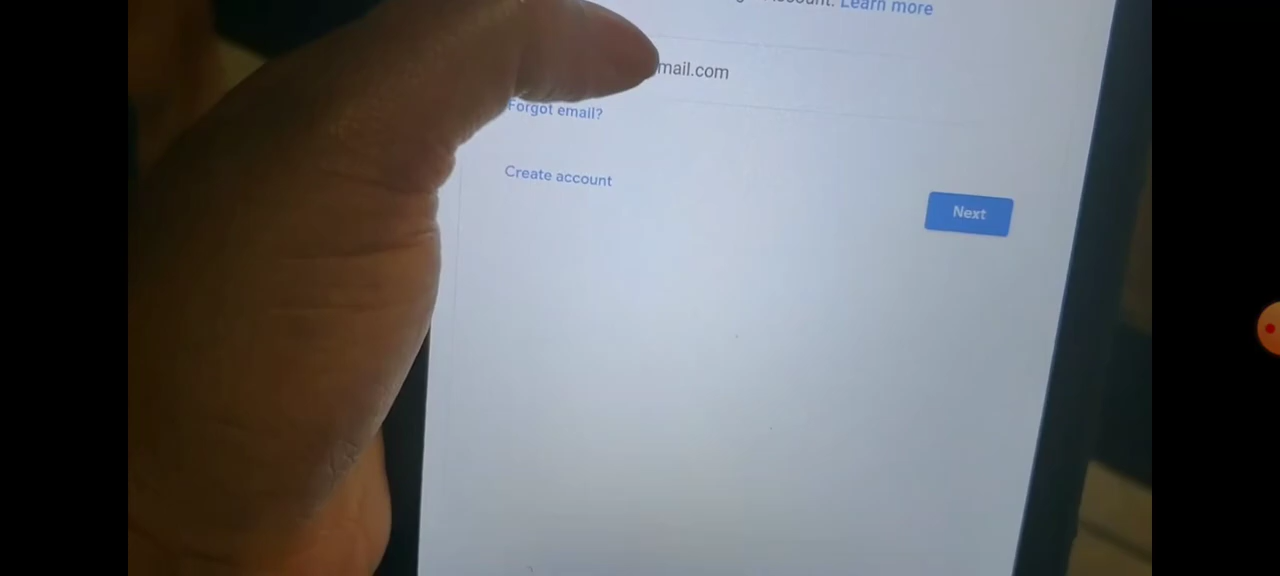 Learn more
mail.com
Forgot email?
Create account
Next